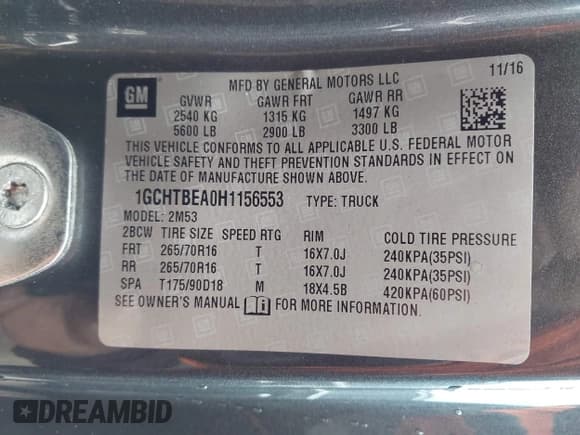 MFD BY GENERAL MOTORS LLC 11/16
GM
GVWR GAWR FRT GAWR RR
2540 KG 1315 KG 1497 KG
5600 LB 2900 LB 3300 LB
THIS VEHICLE CONFORMS TO ALL APPLICABLE U.S. FEDERAL MOTOR
VEHICLE SAFETY AND THEFT PREVENTION STANDARDS IN EFFECT ON
THE DATE OF MANUFACTURE SHOWN ABOVE.
1GCHTBEA0H1156553 TYPE: TRUCK
MODEL: 2M53
2BCW TIRE SIZE SPEED RTG RIM COLD TIRE PRESSURE
FRT 265/70R16 T 16X7.0J 240KPA(35PSI)
RR 265/70R16 T 16X7.0J 240KPA(35PSI)
SPA T175/90D18 M 18X4.5B 420KPA(60PSI)
SEE OWNER'S MANUAL FOR MORE INFORMATION.
DREAMBID